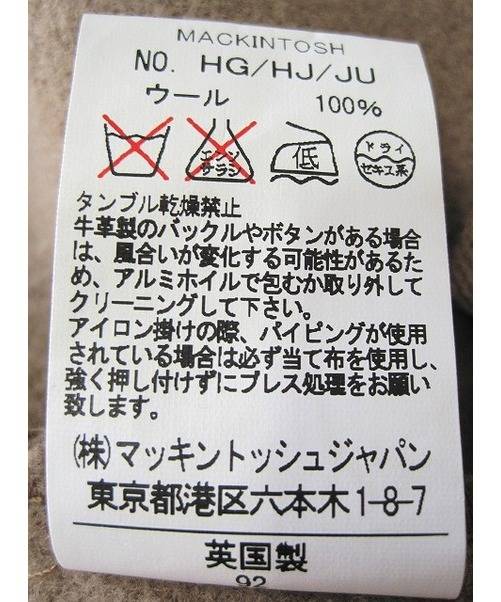 MACKINTOSH
NO. HG/HJ/JU
ウール 100%
エンソ
サラシ
低
ドライ
セキユ系
タンブル乾燥禁止
牛革製のバックルやボタンがある場合
は、風合いが変化する可能性があるた
め、アルミホイルで包むか取り外して
クリーニングして下さい。
アイロン掛けの際、パイピングが使用
されている場合は必ず当て布を使用し、
強く押し付けずにプレス処理をお願い
致します。
(株)マッキントッシュジャパン
東京都港区六本木1-8-7
英国製
92